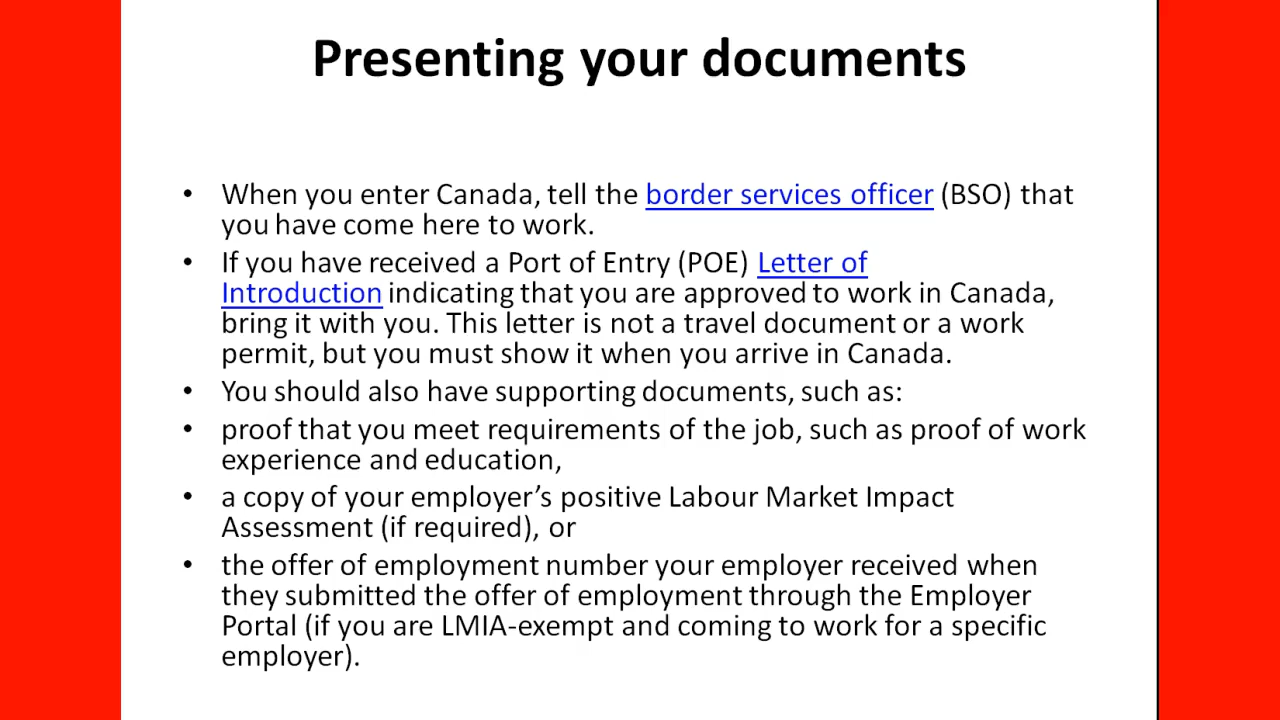 Presenting your documents
• When you enter Canada, tell the border services officer (BSO) that
you have come here to work.
• If you have received a Port of Entry (POE) Letter of
Introduction indicating that you are approved to work in Canada,
bring it with you. This letter is not a travel document or a work
permit, but you must show it when you arrive in Canada.
• You should also have supporting documents, such as:
• proof that you meet requirements of the job, such as proof of work
experience and education,
• a copy of your employer’s positive Labour Market Impact
Assessment (if required), or
• the offer of employment number your employer received when
they submitted the offer of employment through the Employer
Portal (if you are LMIA-exempt and coming to work for a specific
employer).